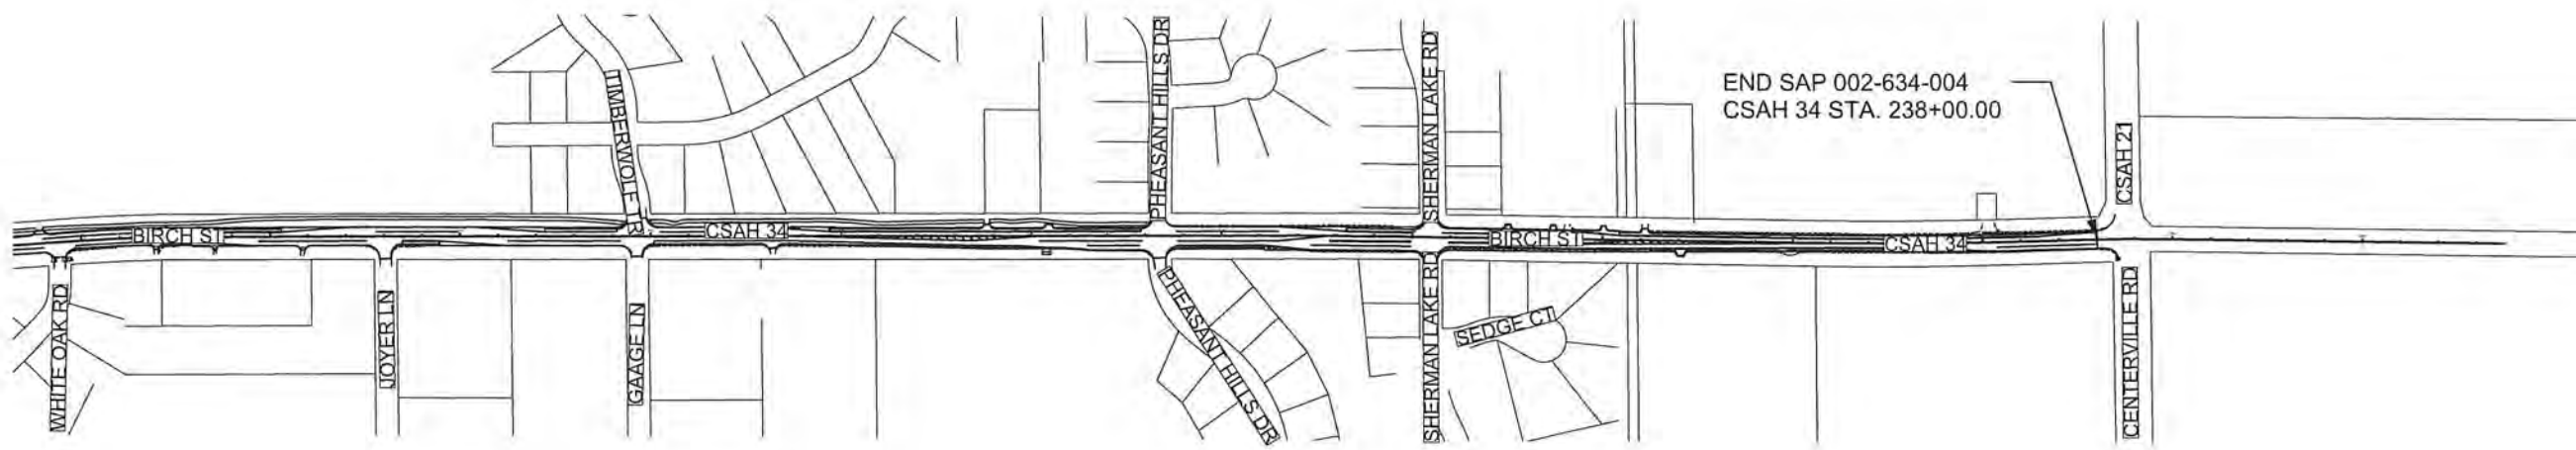 TIMBERWOLF TR
PHEASANT HILLS DR
SHERMAN LAKE RD
END SAP 002-634-004
CSAH 34 STA. 238+00.00
CSAH 21
BIRCH ST
CSAH 34
BIRCH ST
CSAH 34
WHITE OAK RD
JOYER LN
GAAGE LN
PHEASANT HILLS DR
SHERMAN LAKE RD
SEDGE CT
CENTERVILLE RD